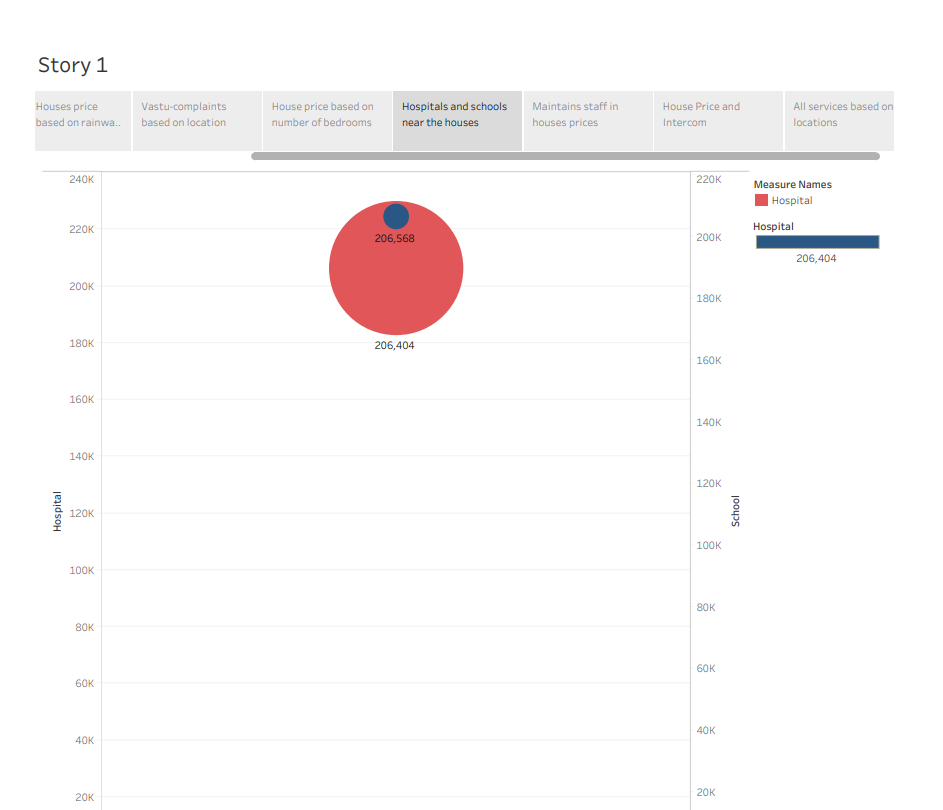 Story 1
Houses price
based on rainwa..
Vastu-complaints
based on location
House price based on
number of bedrooms
Hospitals and schools
near the houses
Maintains staff in
houses prices
House Price and
Intercom
All services based on
locations
240K
220K
200K
180K
160K
140K
120K
100K
80K
60K
40K
20K
Hospital
206,568
206,404
220K
200K
180K
160K
140K
120K
100K
80K
60K
40K
20K
School
Measure Names
Hospital
Hospital
206,404